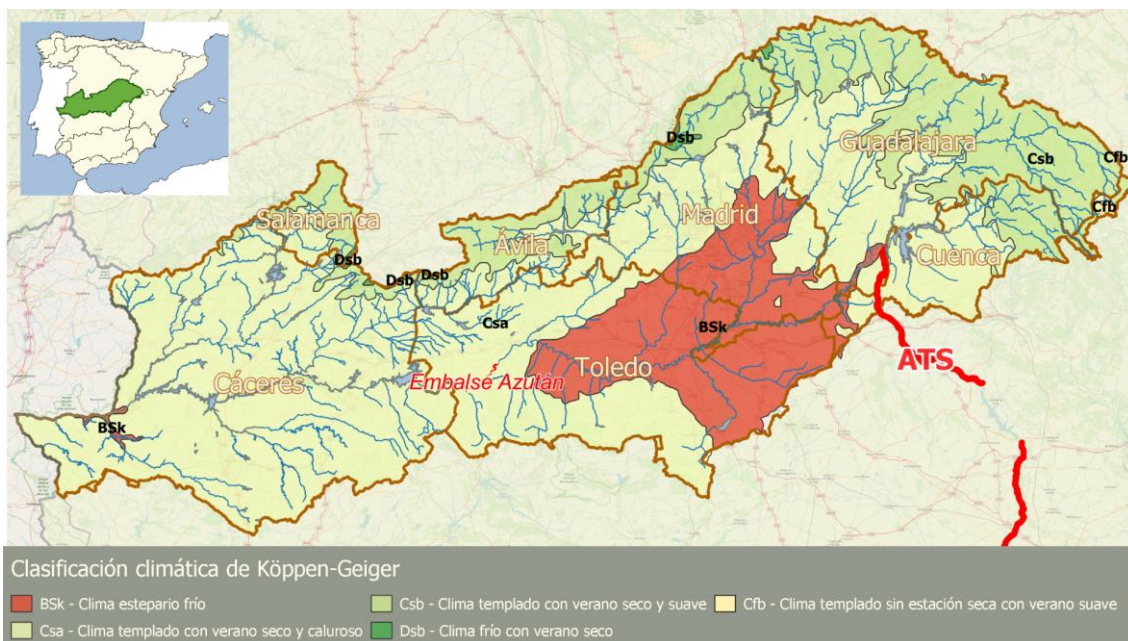 Dsb
Guadalajara
Csb
Cfb
Cfb
Salamanca
Madrid
Ávila
Cuenca
Dsb
Dsb
Dsb
Csa
BSk
ATS
Toledo
Embalse Azután
Cáceres
BSk
Clasificación climática de Köppen-Geiger
BSk - Clima estepario frío
Csb - Clima templado con verano seco y suave
Cfb - Clima templado sin estación seca con verano suave
Csa - Clima templado con verano seco y caluroso
Dsb - Clima frío con verano seco